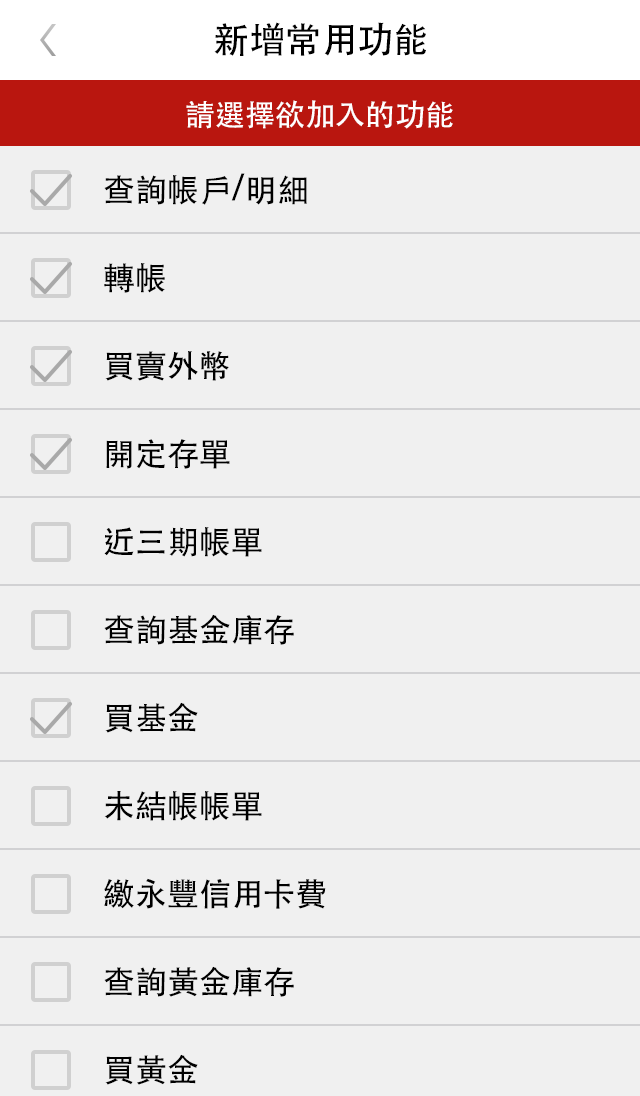 新增常用功能
請選擇欲加入的功能
查詢帳戶/明細
轉帳
買賣外幣
開定存單
近三期帳單
查詢基金庫存
買基金
未結帳帳單
繳永豐信用卡費
查詢黃金庫存
買黃金